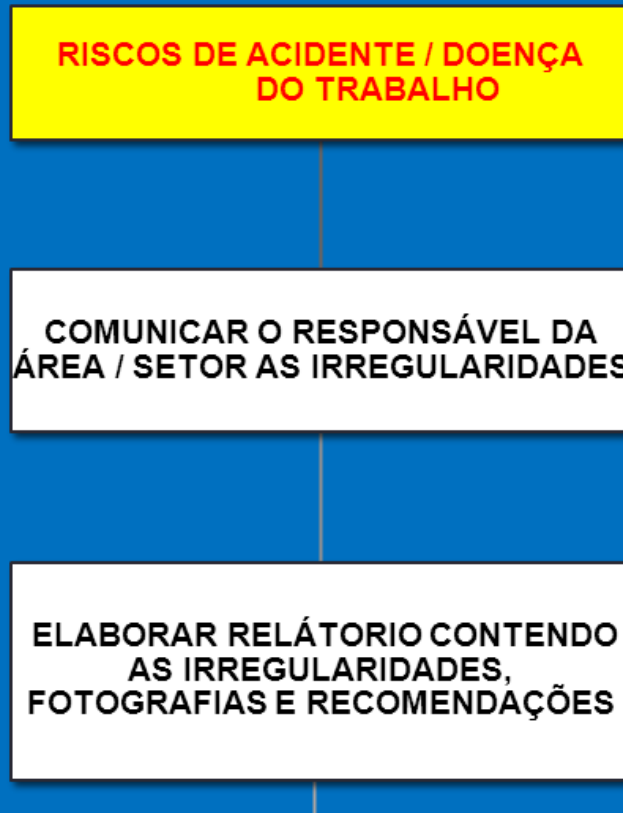 RISCOS DE ACIDENTE / DOENÇA
DO TRABALHO
COMUNICAR O RESPONSÁVEL DA
ÁREA / SETOR AS IRREGULARIDADES
ELABORAR RELÁTORIO CONTENDO
AS IRREGULARIDADES,
FOTOGRAFIAS E RECOMENDAÇÕES